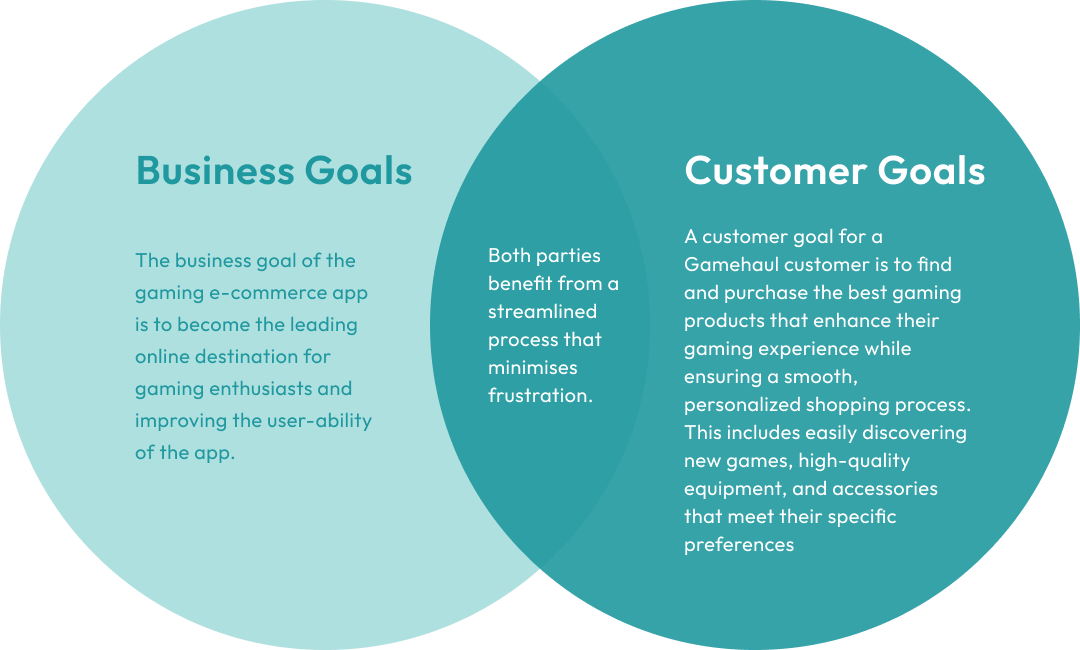 Business Goals
The business goal of the
gaming e-commerce app
is to become the leading
online destination for
gaming enthusiasts and
improving the user-ability
of the app.
Both parties
benefit from a
streamlined
process that
minimises
frustration.
Customer Goals
A customer goal for a
Gamehaul customer is to find
and purchase the best gaming
products that enhance their
gaming experience while
ensuring a smooth,
personalized shopping process.
This includes easily discovering
new games, high-quality
equipment, and accessories
that meet their specific
preferences